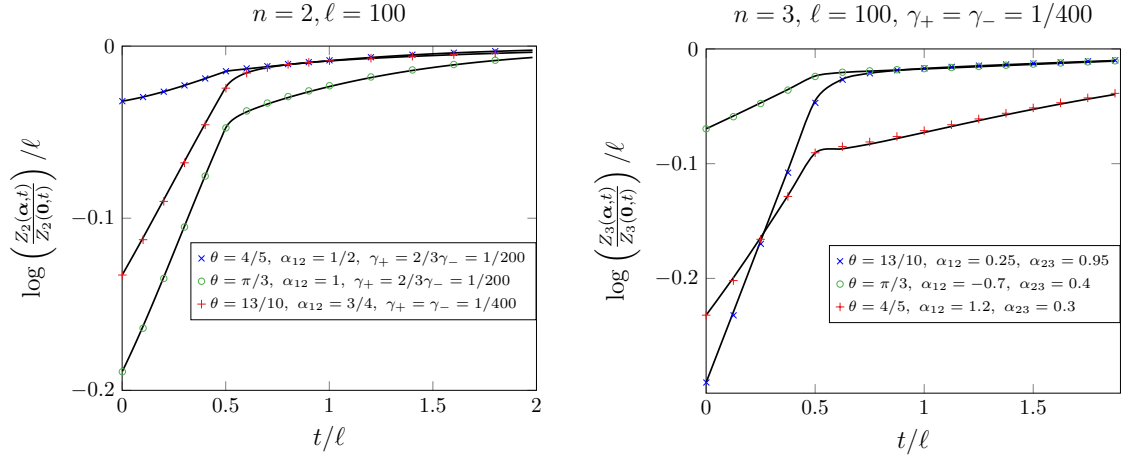 n = 2, ℓ = 100
0
−0.1
−0.2
log (Z₂(α,t)/Z₂(0,t)) /ℓ
θ = 4/5, α₁₂ = 1/2, γ₊ = 2/3γ₋ = 1/200
θ = π/3, α₁₂ = 1, γ₊ = 2/3γ₋ = 1/200
θ = 13/10, α₁₂ = 3/4, γ₊ = γ₋ = 1/400
0 0.5 1 1.5 2
t/ℓ
n = 3, ℓ = 100, γ₊ = γ₋ = 1/400
0
−0.1
−0.2
log (Z₃(α,t)/Z₃(0,t)) /ℓ
θ = 13/10, α₁₂ = 0.25, α₂₃ = 0.95
θ = π/3, α₁₂ = −0.7, α₂₃ = 0.4
θ = 4/5, α₁₂ = 1.2, α₂₃ = 0.3
0 0.5 1 1.5
t/ℓ